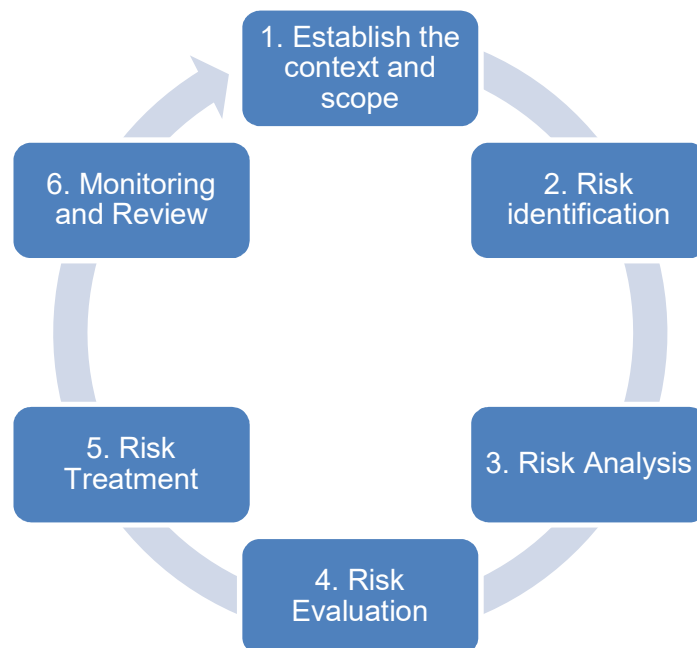 1. Establish the
context and
scope
2. Risk
identification
3. Risk Analysis
4. Risk
Evaluation
5. Risk
Treatment
6. Monitoring
and Review